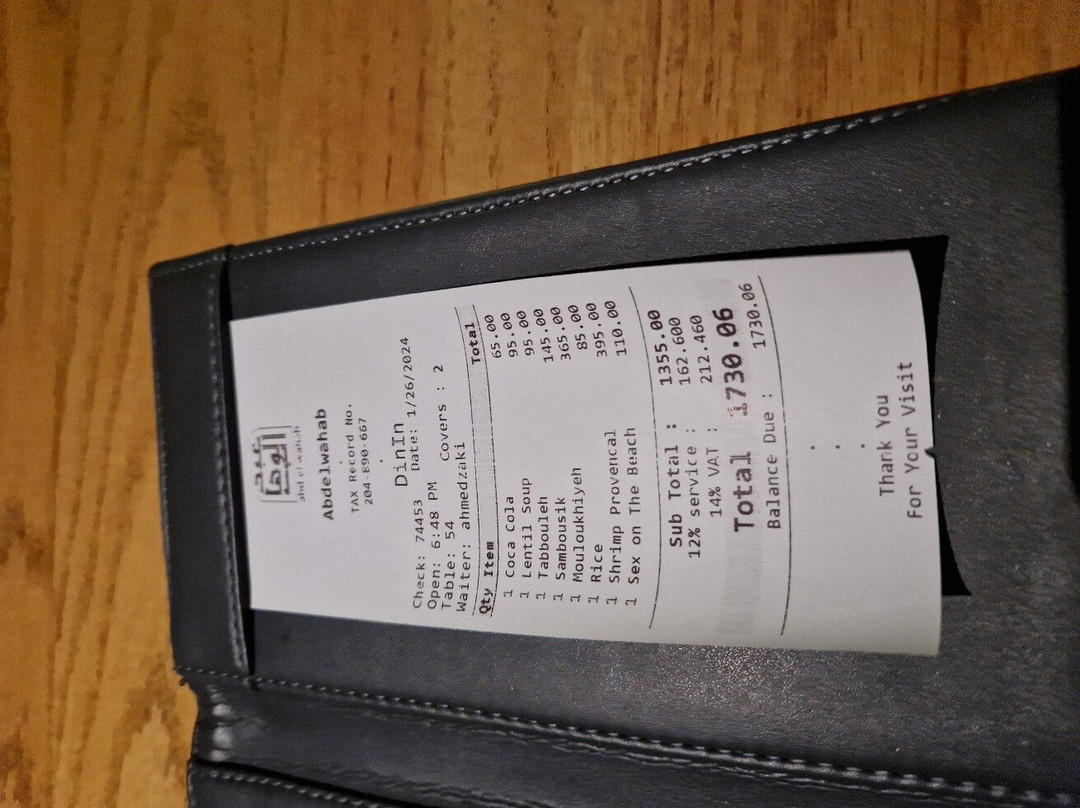 عبد
الوهاب
abd el wahab
Abdelwahab
TAX Record No.
204-890-667
DinIn
Check: 74453 Date: 1/26/2024
Open: 6:48 PM
Table: 54 Covers : 2
Waiter: ahmedzaki
Qty Item Total
1 Coca Cola 65.00
1 Lentil Soup 95.00
1 Tabbouleh 95.00
1 Sambousik 145.00
1 Mouloukhiyeh 365.00
1 Rice 85.00
1 Shrimp Provencal 395.00
1 Sex on The Beach 110.00
Sub Total : 1355.00
12% service : 162.600
14% VAT : 212.460
Total 1730.06
Balance Due : 1730.06
Thank You
For Your Visit